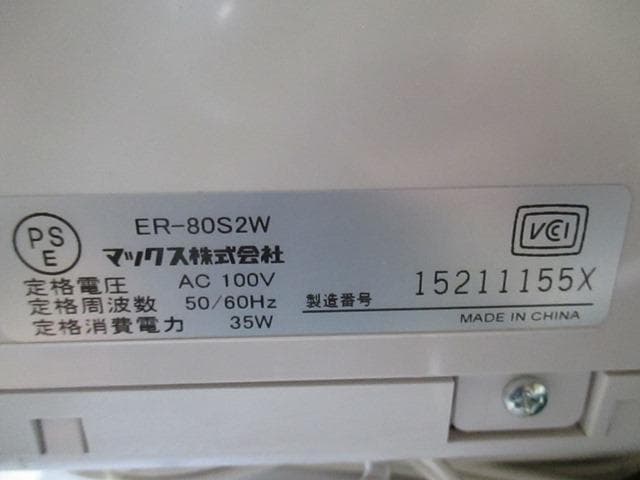 PS
E
ER-80S2W
マックス株式会社
VCI
定格電圧 AC 100V
定格周波数 50/60Hz
定格消費電力 35W
製造番号 15211155X
MADE IN CHINA